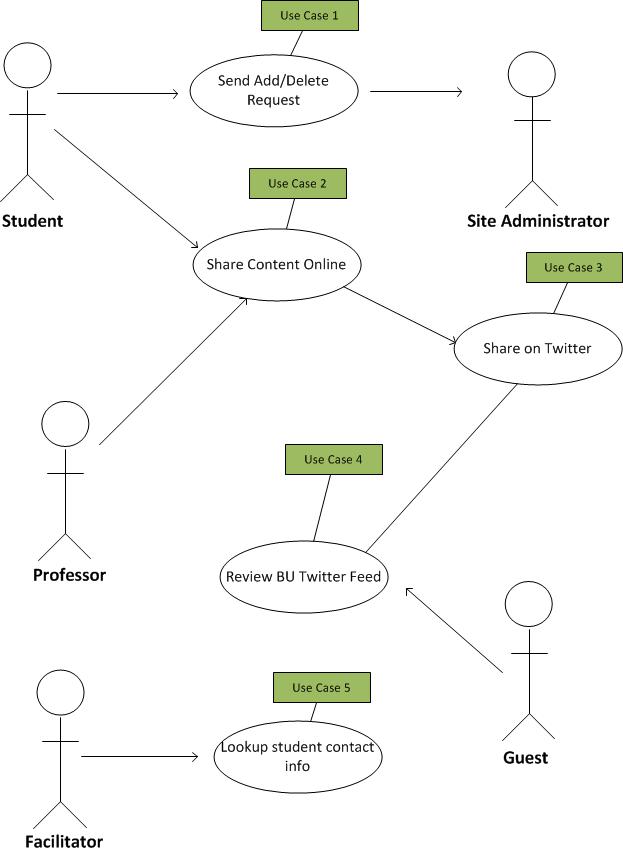 Use Case 1
Send Add/Delete
Request
Student
Site Administrator
Use Case 2
Share Content Online
Use Case 3
Share on Twitter
Use Case 4
Review BU Twitter Feed
Professor
Use Case 5
Lookup student contact
info
Guest
Facilitator